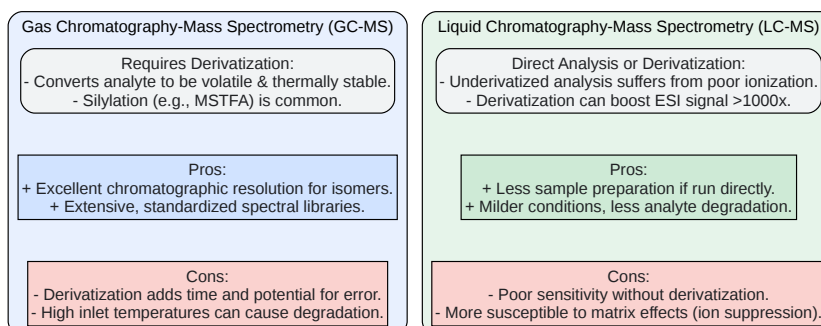 Gas Chromatography-Mass Spectrometry (GC-MS)
Requires Derivatization:
- Converts analyte to be volatile & thermally stable.
- Silylation (e.g., MSTFA) is common.
Pros:
+ Excellent chromatographic resolution for isomers.
+ Extensive, standardized spectral libraries.
Cons:
- Derivatization adds time and potential for error.
- High inlet temperatures can cause degradation.
Liquid Chromatography-Mass Spectrometry (LC-MS)
Direct Analysis or Derivatization:
- Underivatized analysis suffers from poor ionization.
- Derivatization can boost ESI signal >1000x.
Pros:
+ Less sample preparation if run directly.
+ Milder conditions, less analyte degradation.
Cons:
- Poor sensitivity without derivatization.
- More susceptible to matrix effects (ion suppression).